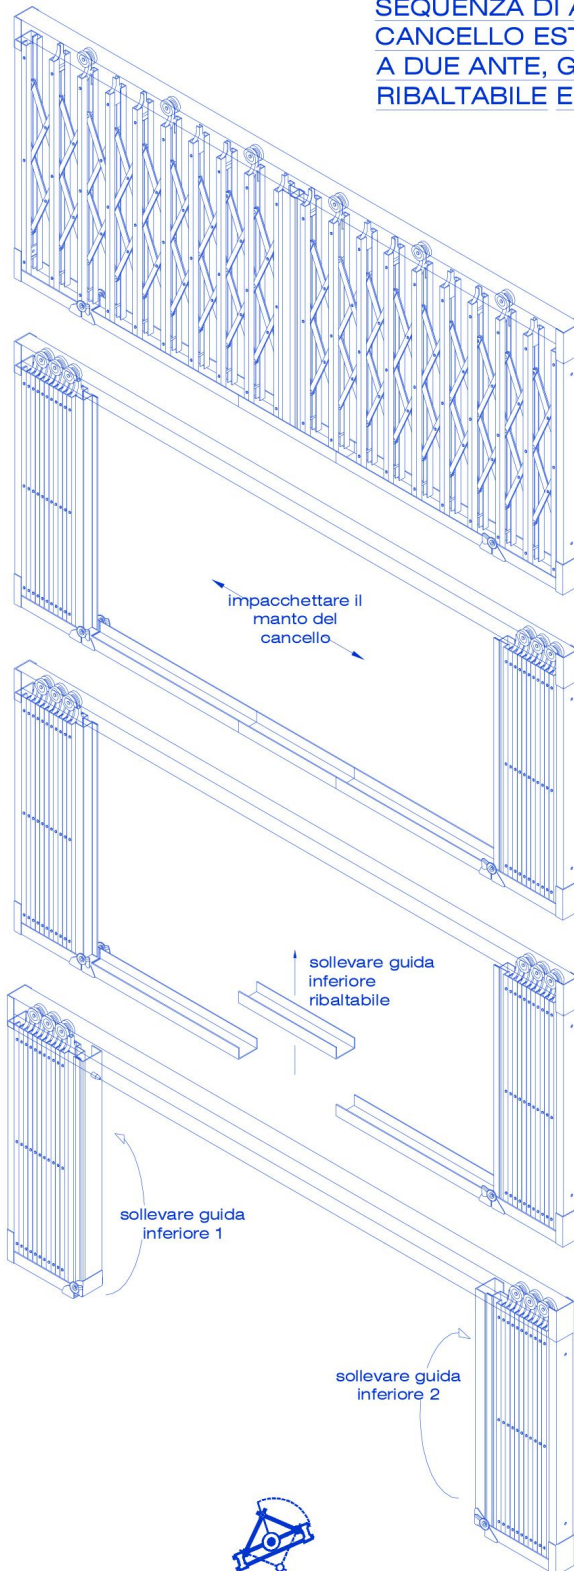 SEQUENZA DI
CANCELLO
A DUE ANTE,
RIBALTABILE E
impacchettare il
manto del
cancello
sollevare guida
inferiore
ribaltabile
sollevare guida
inferiore 1
sollevare guida
inferiore 2